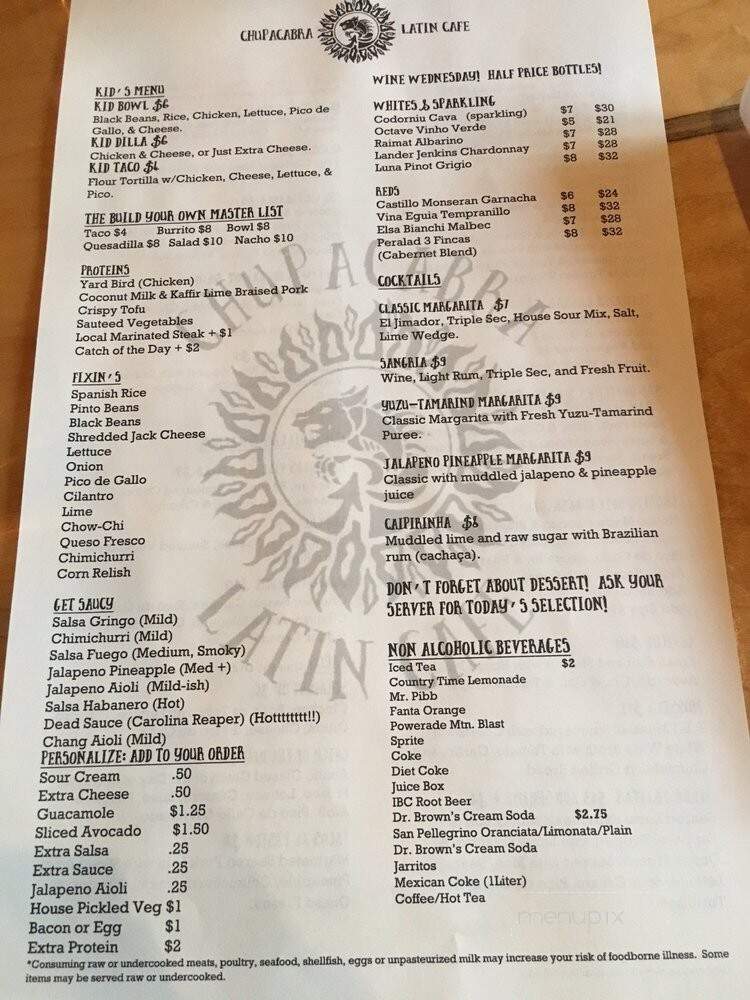 CHUPACABRA LATIN CAFE
KID'S MENU
KID BOWL $6
Black Beans, Rice, Chicken, Lettuce, Pico de
Gallo, & Cheese.
KID DILLA $6
Chicken & Cheese, or Just Extra Cheese.
KID TACO $4
Flour Tortilla w/Chicken, Cheese, Lettuce, &
Pico.
THE BUILD YOUR OWN MASTER LIST
Taco $4 Burrito $8 Bowl $8
Quesadilla $8 Salad $10 Nacho $10
PROTEINS
Yard Bird (Chicken)
Coconut Milk & Kaffir Lime Braised Pork
Crispy Tofu
Sauteed Vegetables
Local Marinated Steak + $1
Catch of the Day + $2
FIXIN'S
Spanish Rice
Pinto Beans
Black Beans
Shredded Jack Cheese
Lettuce
Onion
Pico de Gallo
Cilantro
Lime
Chow-Chi
Queso Fresco
Chimichurri
Corn Relish
GET SAUCY
Salsa Gringo (Mild)
Chimichurri (Mild)
Salsa Fuego (Medium, Smoky)
Jalapeno Pineapple (Med +)
Jalapeno Aioli (Mild-ish)
Salsa Habanero (Hot)
Dead Sauce (Carolina Reaper) (Hotttttttt!!)
Chang Aioli (Mild)
PERSONALIZE: ADD TO YOUR ORDER
Sour Cream .50
Extra Cheese .50
Guacamole $1.25
Sliced Avocado $1.50
Extra Salsa .25
Extra Sauce .25
Jalapeno Aioli .25
House Pickled Veg $1
Bacon or Egg $1
Extra Protein $2
WINE WEDNESDAY! HALF PRICE BOTTLES!
WHITES & SPARKLING
Codorniu Cava (sparkling) $7 $30
Octave Vinho Verde $5 $21
Raimat Albarino $7 $28
Lander Jenkins Chardonnay $7 $28
Luna Pinot Grigio $8 $32
REDS
Castillo Monseran Garnacha $6 $24
Vina Eguia Tempranillo $8 $32
Elsa Bianchi Malbec $7 $28
Peralad 3 Fincas $8 $32
(Cabernet Blend)
COCKTAILS
CLASSIC MARGARITA $7
El Jimador, Triple Sec, House Sour Mix, Salt,
Lime Wedge.
SANGRIA $9
Wine, Light Rum, Triple Sec, and Fresh Fruit.
YUZU-TAMARIND MARGARITA $9
Classic Margarita with Fresh Yuzu-Tamarind
Puree.
JALAPENO PINEAPPLE MARGARITA $9
Classic with muddled jalapeno & pineapple
juice
CAIPIRINHA $8
Muddled lime and raw sugar with Brazilian
rum (cachaça).
DON'T FORGET ABOUT DESSERT! ASK YOUR
SERVER FOR TODAY'S SELECTION!
NON ALCOHOLIC BEVERAGES
Iced Tea $2
Country Time Lemonade
Mr. Pibb
Fanta Orange
Powerade Mtn. Blast
Sprite
Coke
Diet Coke
Juice Box
IBC Root Beer
Dr. Brown's Cream Soda $2.75
San Pellegrino Oranciata/Limonata/Plain
Dr. Brown's Cream Soda
Jarritos
Mexican Coke (1Liter)
Coffee/Hot Tea
menupix
*Consuming raw or undercooked meats, poultry, seafood, shellfish, eggs or unpasteurized milk may increase your risk of foodborne illness. Some
items may be served raw or undercooked.
CHUPACABRA
LATIN CAFE